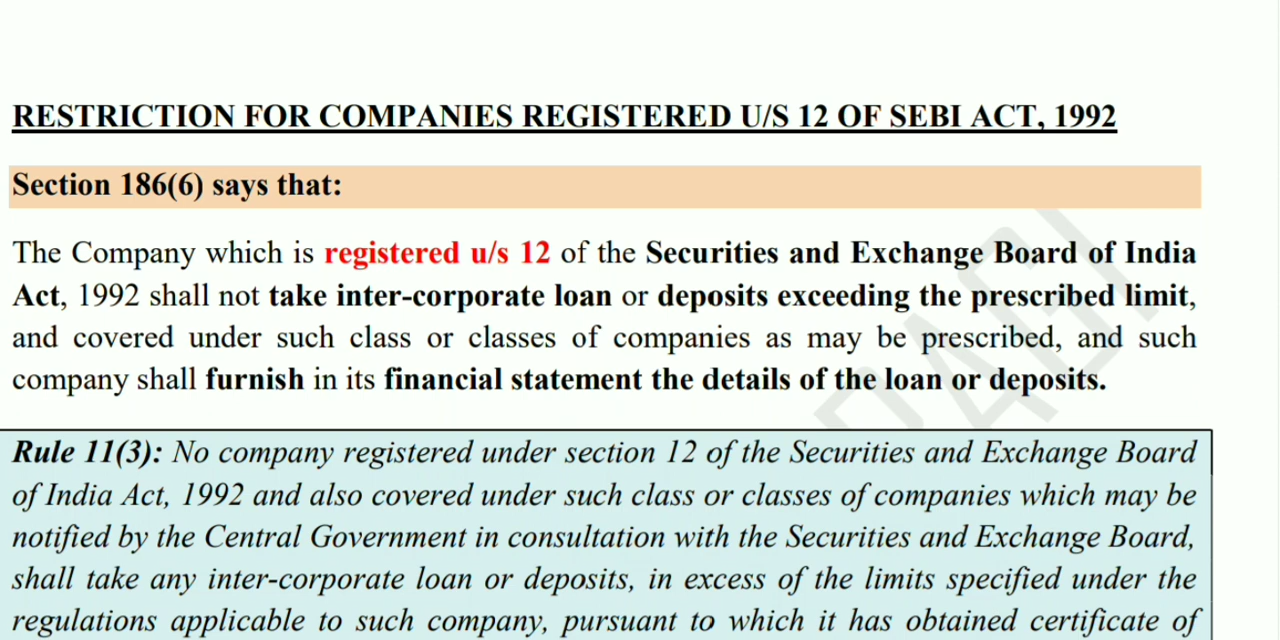 RESTRICTION FOR COMPANIES REGISTERED U/S 12 OF SEBI ACT, 1992
Section 186(6) says that:
The Company which is registered u/s 12 of the Securities and Exchange Board of India
Act, 1992 shall not take inter-corporate loan or deposits exceeding the prescribed limit,
and covered under such class or classes of companies as may be prescribed, and such
company shall furnish in its financial statement the details of the loan or deposits.
Rule 11(3): No company registered under section 12 of the Securities and Exchange Board
of India Act, 1992 and also covered under such class or classes of companies which may be
notified by the Central Government in consultation with the Securities and Exchange Board,
shall take any inter-corporate loan or deposits, in excess of the limits specified under the
regulations applicable to such company, pursuant to which it has obtained certificate of